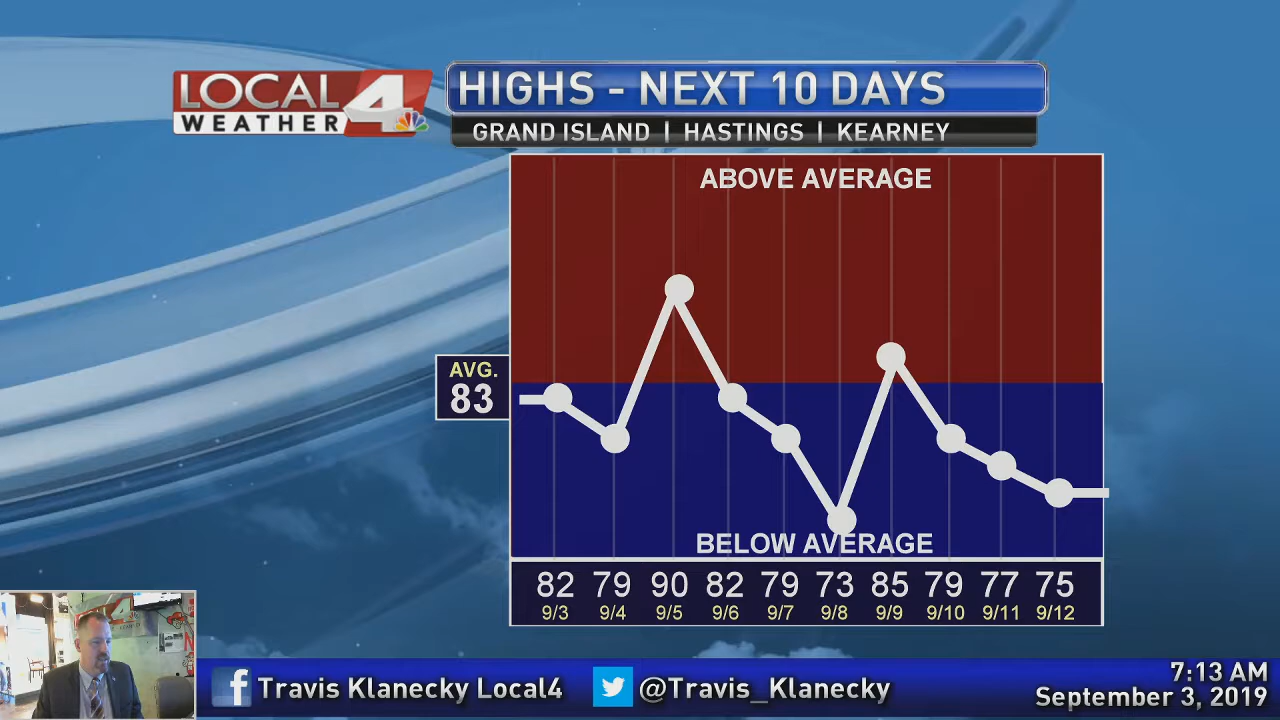 LOCAL 4
WEATHER
HIGHS - NEXT 10 DAYS
GRAND ISLAND | HASTINGS | KEARNEY
ABOVE AVERAGE
AVG.
83
BELOW AVERAGE
82 79 90 82 79 73 85 79 77 75
9/3 9/4 9/5 9/6 9/7 9/8 9/9 9/10 9/11 9/12
f Travis Klanecky Local4 @Travis_Klanecky
7:13 AM
September 3, 2019